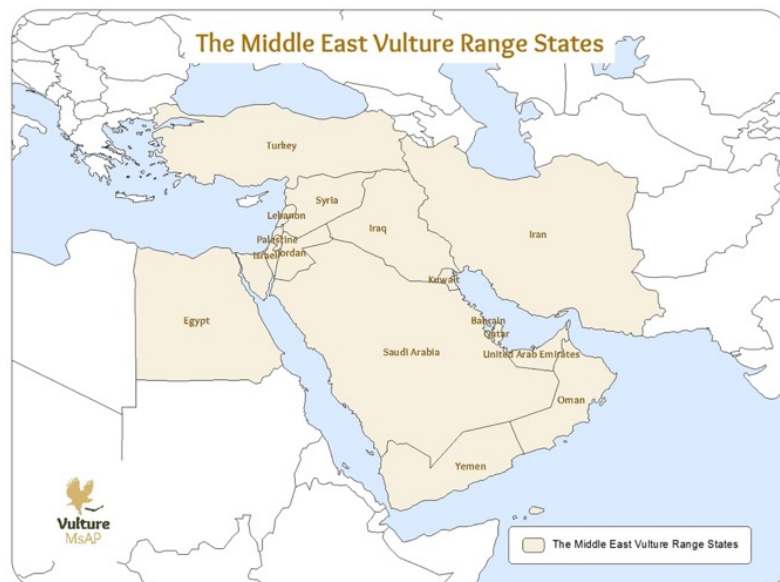 The Middle East Vulture Range States
Turkey
Syria
Lebanon
Iraq
Iran
Palestine
Israel
Jordan
Kuwait
Egypt
Bahrain
Qatar
Saudi Arabia
United Arab Emirates
Oman
Yemen
Vulture
MsAP
The Middle East Vulture Range States